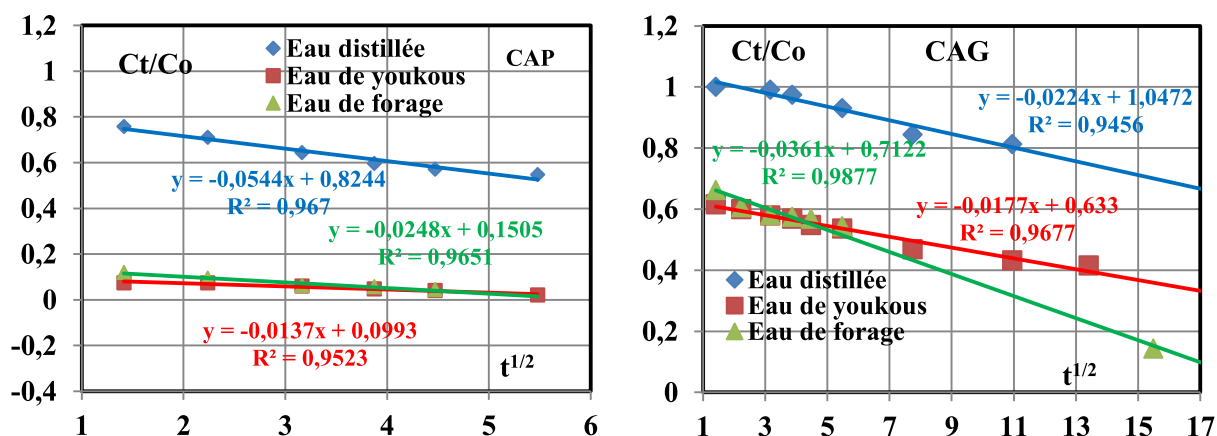 1,2
1
0,8
0,6
0,4
0,2
0
-0,2
-0,4
Ct/Co
Eau distillée
Eau de youkous
Eau de forage
CAP
y = -0,0544x + 0,8244
R² = 0,967
y = -0,0248x + 0,1505
R² = 0,9651
y = -0,0137x + 0,0993
R² = 0,9523
t1/2
1 2 3 4 5 6
1,2
1
0,8
0,6
0,4
0,2
0
Ct/Co CAG
y = -0,0224x + 1,0472
R² = 0,9456
y = -0,0361x + 0,7122
R² = 0,9877
y = -0,0177x + 0,633
R² = 0,9677
Eau distillée
Eau de youkous
Eau de forage
t1/2
1 3 5 7 9 11 13 15 17